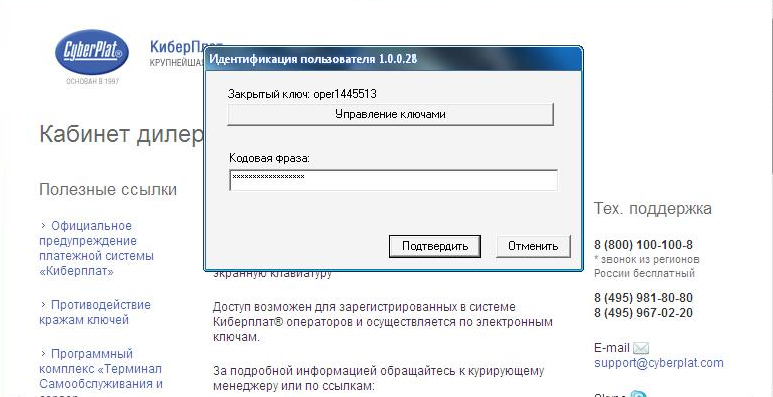 CyberPlat®
ОСНОВАН В 1997
КиберПлат
КРУПНЕЙША
Идентификация пользователя 1.0.0.28
Закрытый ключ: oper1445513
Управление ключами
Кодовая фраза:
******************
Подтвердить
Отменить
Кабинет дилер
Полезные ссылки
› Официальное
предупреждение
платежной системы
«Киберплат»
› Противодействие
кражам ключей
› Программный
комплекс «Терминал
Самообслуживания и
экранную клавиатуру
Доступ возможен для зарегистрированных в системе
Киберплат® операторов и осуществляется по электронным
ключам.
За подробной информацией обращайтесь к курирующему
менеджеру или по ссылкам:
Тех. поддержка
8 (800) 100-100-8
* звонок из регионов
России бесплатный
8 (495) 981-80-80
8 (495) 967-02-20
E-mail
support@cyberplat.com